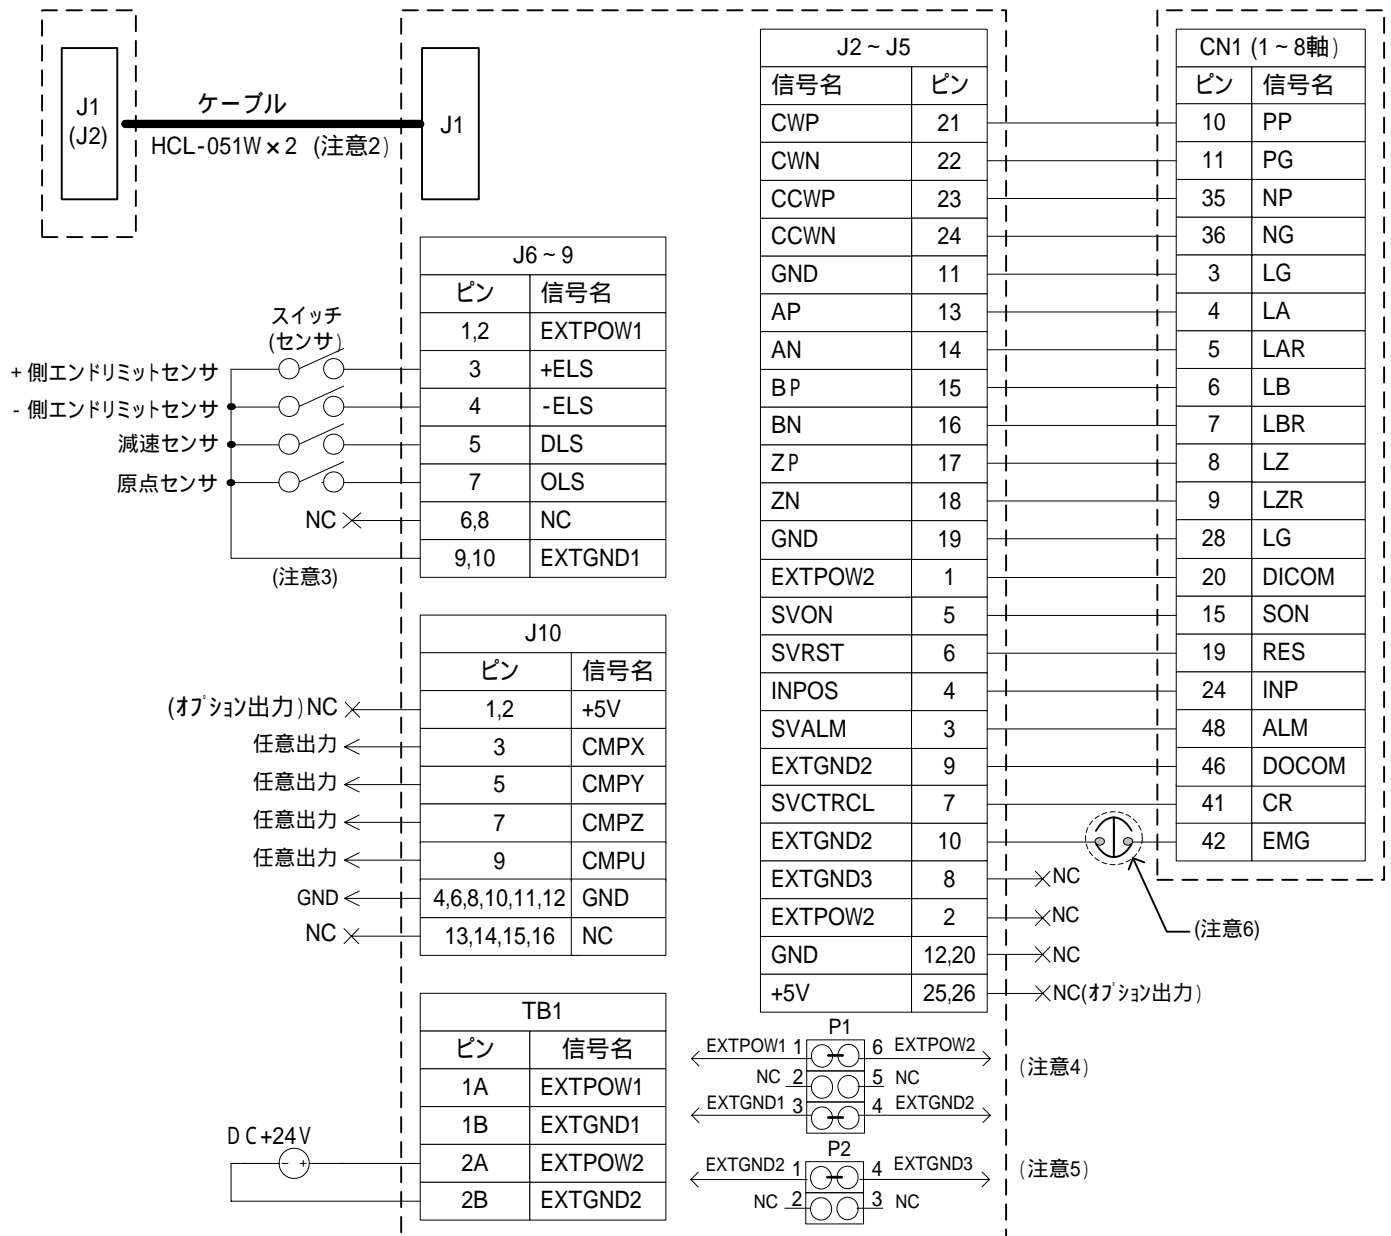 J1
(J2)
ケーブル
HCL-051W×2 (注意2)
J1
J6~9
ピン 信号名
1,2 EXTPOW1
3 +ELS
4 -ELS
5 DLS
7 OLS
6,8 NC
9,10 EXTGND1
スイッチ
(センサ)
+側エンドリミットセンサ
-側エンドリミットセンサ
減速センサ
原点センサ
NC
(注意3)
J10
ピン 信号名
1,2 +5V
3 CMPX
5 CMPY
7 CMPZ
9 CMPU
4,6,8,10,11,12 GND
13,14,15,16 NC
(ｵﾌﾟｼｮﾝ出力)NC
任意出力
任意出力
任意出力
任意出力
GND
NC
TB1
ピン 信号名
1A EXTPOW1
1B EXTGND1
2A EXTPOW2
2B EXTGND2
DC+24V
- +
J2~J5
信号名 ピン
CWP 21
CWN 22
CCWP 23
CCWN 24
GND 11
AP 13
AN 14
BP 15
BN 16
ZP 17
ZN 18
GND 19
EXTPOW2 1
SVON 5
SVRST 6
INPOS 4
SVALM 3
EXTGND2 9
SVCTRCL 7
EXTGND2 10
EXTGND3 8
EXTPOW2 2
GND 12,20
+5V 25,26
NC
NC
NC
NC(ｵﾌﾟｼｮﾝ出力)
CN1 (1~8軸)
ピン 信号名
10 PP
11 PG
35 NP
36 NG
3 LG
4 LA
5 LAR
6 LB
7 LBR
8 LZ
9 LZR
28 LG
20 DICOM
15 SON
19 RES
24 INP
48 ALM
46 DOCOM
41 CR
42 EMG
(注意6)
P1
EXTPOW1 1 6 EXTPOW2
NC 2 5 NC
EXTGND1 3 4 EXTGND2
(注意4)
P2
EXTGND2 1 4 EXTGND3
NC 2 3 NC
(注意5)